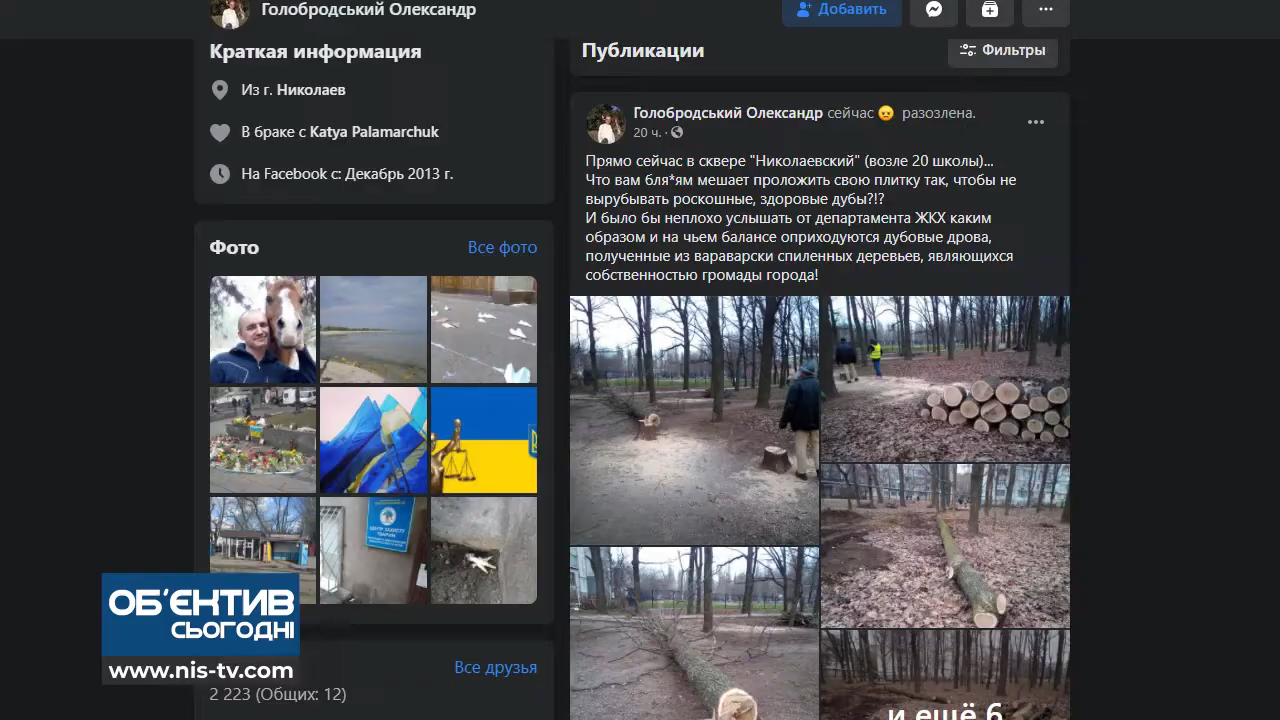 Голобродський Олександр
Добавить
Краткая информация
Из г. Николаев
В браке с Katya Palamarchuk
На Facebook с: Декабрь 2013 г.
Фото
Все фото
ЦЕНТР ЗАХИСТУ
ТВАРИН
Все друзья
2 223 (Общих: 12)
Публикации
Фильтры
Голобродський Олександр сейчас разозлена.
20 ч. ·
Прямо сейчас в сквере "Николаевский" (возле 20 школы)...
Что вам бля*ям мешает проложить свою плитку так, чтобы не
вырубывать роскошные, здоровые дубы?!?
И было бы неплохо услышать от департамента ЖКХ каким
образом и на чьем балансе оприходуются дубовые дрова,
полученные из вараварски спиленных деревьев, являющихся
собственностью громады города!
и ещё 6
ОБ'ЄКТИВ
СЬОГОДНІ
www.nis-tv.com